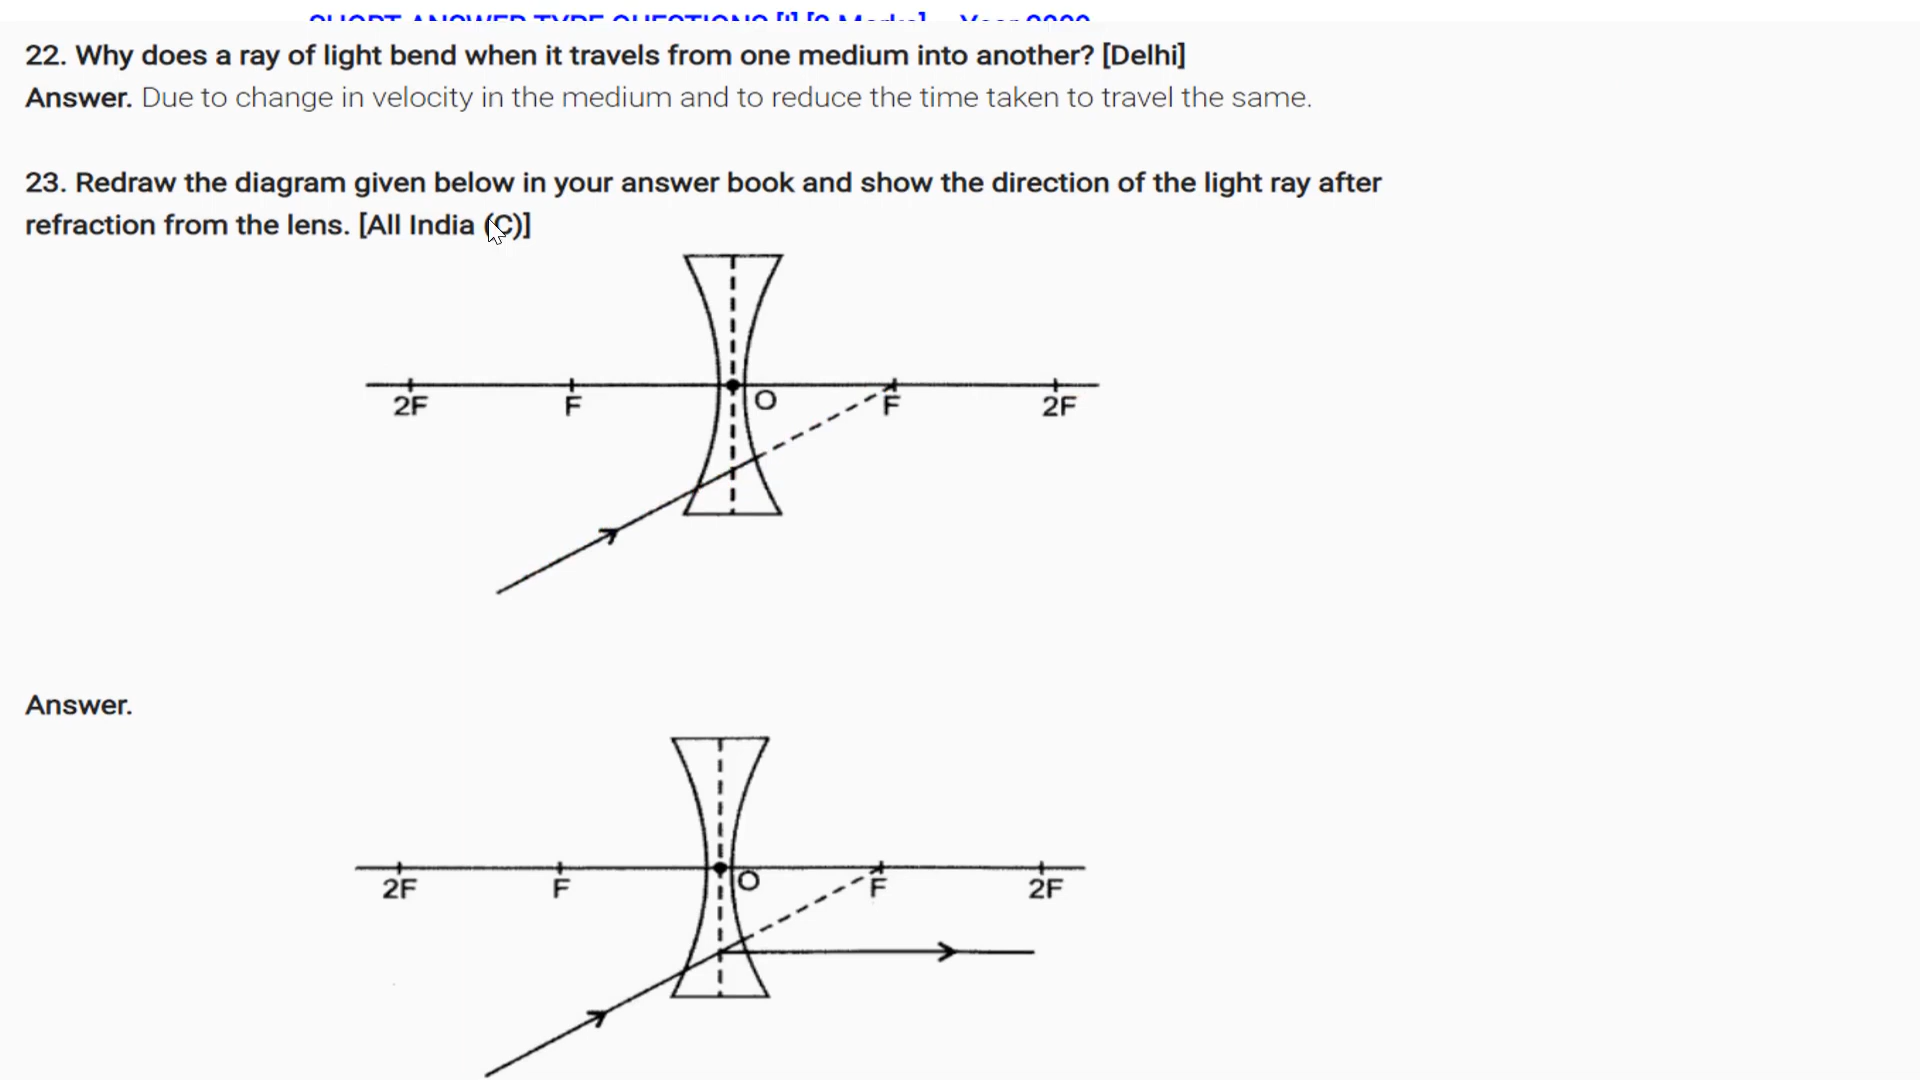 22. Why does a ray of light bend when it travels from one medium into another? [Delhi]
Answer. Due to change in velocity in the medium and to reduce the time taken to travel the same.
23. Redraw the diagram given below in your answer book and show the direction of the light ray after
refraction from the lens. [All India (C)]
2F F O F 2F
Answer.
2F F O F 2F